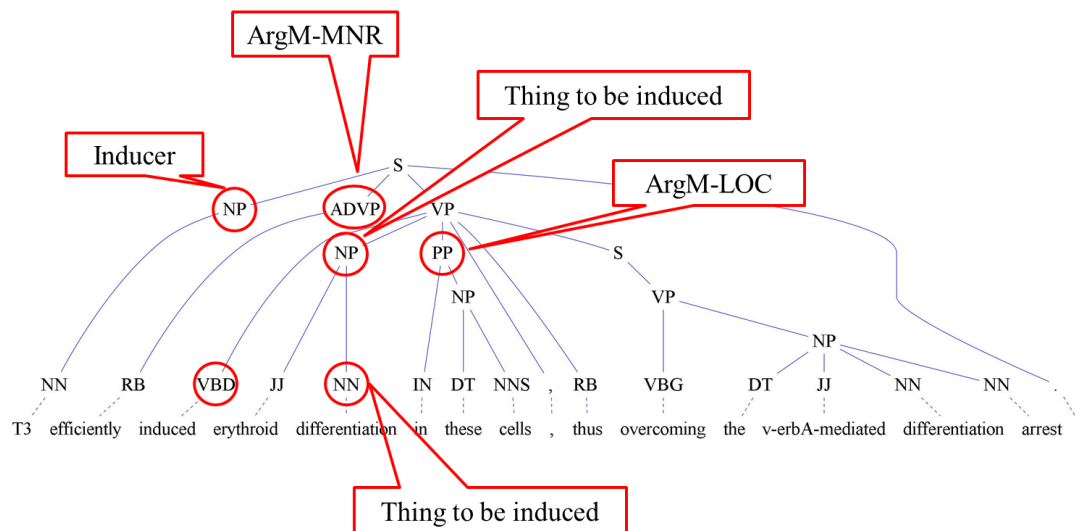 ArgM-MNR
Thing to be induced
Inducer
S
ArgM-LOC
NP ADVP VP
NP PP S
NP VP
NP
NN RB VBD JJ NN IN DT NNS , RB VBG DT JJ NN NN .
T3 efficiently induced erythroid differentiation in these cells , thus overcoming the v-erbA-mediated differentiation arrest
Thing to be induced